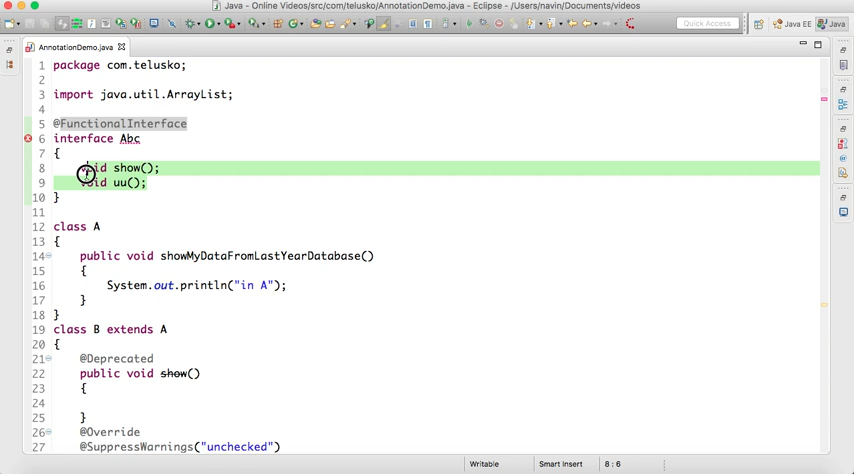 Java - Online Videos/src/com/telusko/AnnotationDemo.java - Eclipse - /Users/navin/Documents/videos
Quick Access
Java EE
Java
AnnotationDemo.java
1 package com.telusko;
2
3 import java.util.ArrayList;
4
5 @FunctionalInterface
6 interface Abc
7 {
8 void show();
9 void uu();
10 }
11
12 class A
13 {
14 public void showMyDataFromLastYearDatabase()
15 {
16 System.out.println("in A");
17 }
18 }
19 class B extends A
20 {
21 @Deprecated
22 public void show()
23 {
24
25 }
26 @Override
27 @SuppressWarnings("unchecked")
Writable
Smart Insert
8 : 6